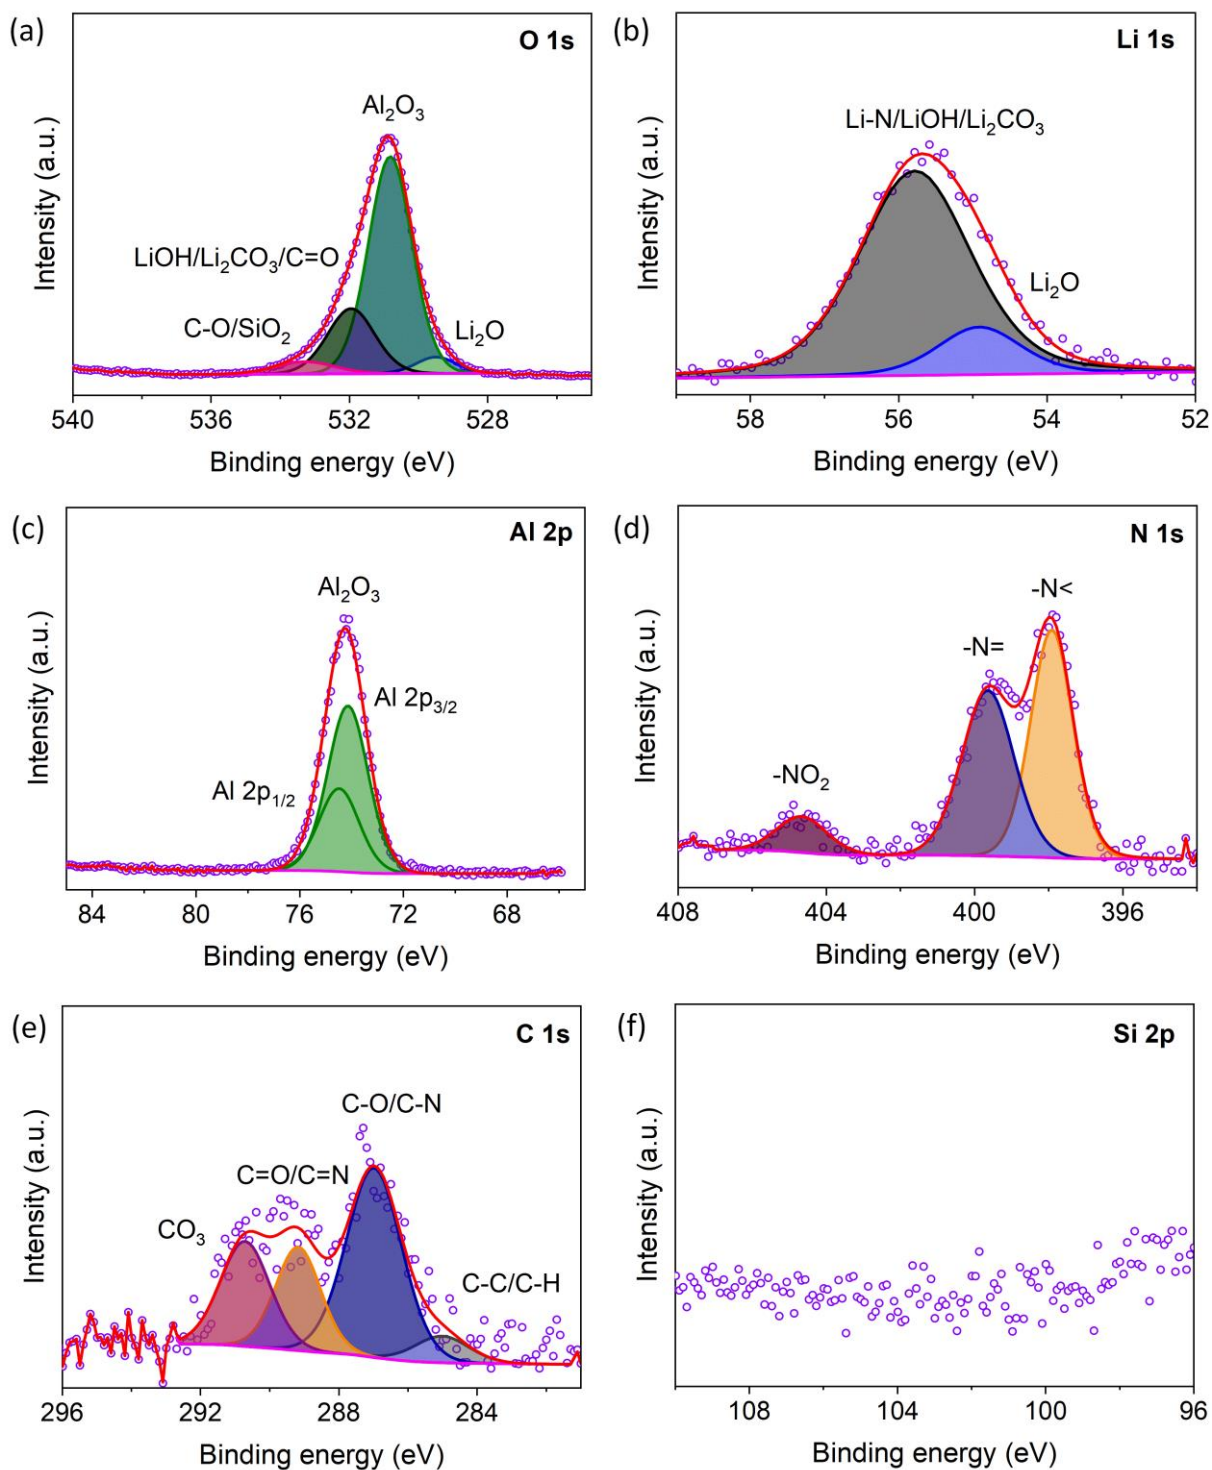 (a)
O 1s
Al₂O₃
LiOH/Li₂CO₃/C=O
C-O/SiO₂
Li₂O
Intensity (a.u.)
540 536 532 528
Binding energy (eV)
(b)
Li 1s
Li-N/LiOH/Li₂CO₃
Li₂O
Intensity (a.u.)
58 56 54 52
Binding energy (eV)
(c)
Al 2p
Al₂O₃
Al 2p₃/₂
Al 2p₁/₂
Intensity (a.u.)
84 80 76 72 68
Binding energy (eV)
(d)
N 1s
-N<
-N=
-NO₂
Intensity (a.u.)
408 404 400 396
Binding energy (eV)
(e)
C 1s
C-O/C-N
C=O/C=N
CO₃
C-C/C-H
Intensity (a.u.)
296 292 288 284
Binding energy (eV)
(f)
Si 2p
Intensity (a.u.)
108 104 100 96
Binding energy (eV)